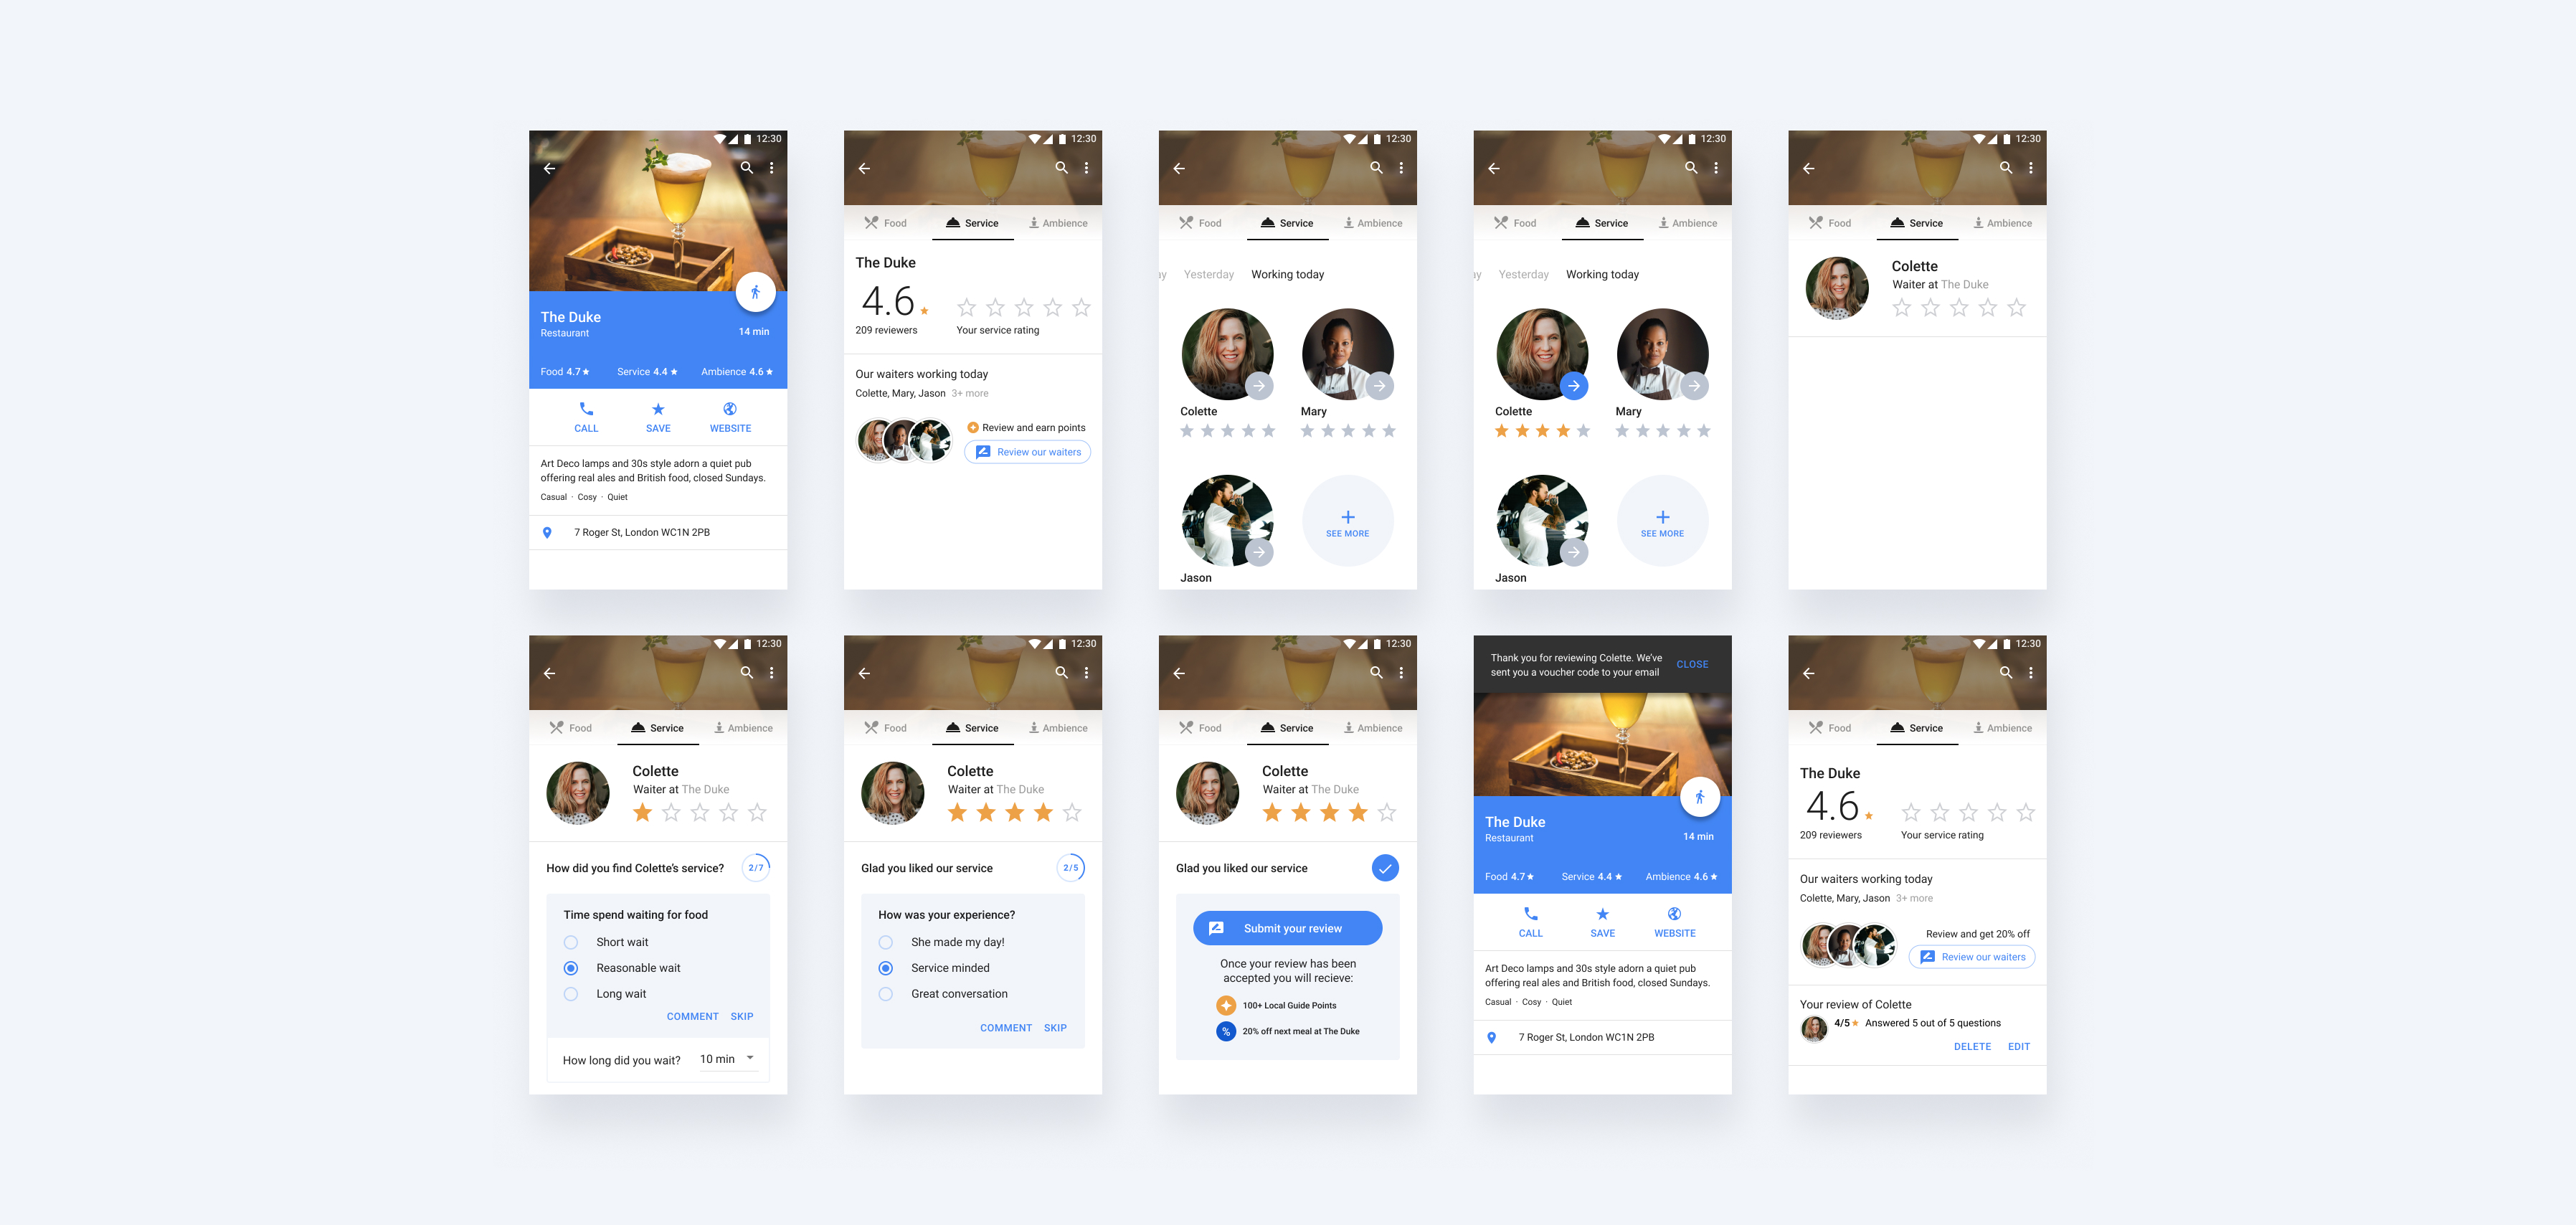 12:30
The Duke
Restaurant
14 min
Food 4.7 Service 4.4 Ambience 4.6
CALL SAVE WEBSITE
Art Deco lamps and 30s style adorn a quiet pub
offering real ales and British food, closed Sundays.
Casual · Cosy · Quiet
7 Roger St, London WC1N 2PB
12:30
Food Service Ambience
The Duke
4.6
209 reviewers Your service rating
Our waiters working today
Colette, Mary, Jason 3+ more
Review and earn points
Review our waiters
12:30
Food Service Ambience
ay Yesterday Working today
Colette Mary
SEE MORE
Jason
12:30
Food Service Ambience
ay Yesterday Working today
Colette Mary
SEE MORE
Jason
12:30
Food Service Ambience
Colette
Waiter at The Duke
12:30
Food Service Ambience
Colette
Waiter at The Duke
How did you find Colette's service? 2/7
Time spend waiting for food
Short wait
Reasonable wait
Long wait
COMMENT SKIP
How long did you wait? 10 min
12:30
Food Service Ambience
Colette
Waiter at The Duke
Glad you liked our service 2/5
How was your experience?
She made my day!
Service minded
Great conversation
COMMENT SKIP
12:30
Food Service Ambience
Colette
Waiter at The Duke
Glad you liked our service
Submit your review
Once your review has been
accepted you will recieve:
100+ Local Guide Points
% 20% off next meal at The Duke
Thank you for reviewing Colette. We've
sent you a voucher code to your email
CLOSE
The Duke
Restaurant
14 min
Food 4.7 Service 4.4 Ambience 4.6
CALL SAVE WEBSITE
Art Deco lamps and 30s style adorn a quiet pub
offering real ales and British food, closed Sundays.
Casual · Cosy · Quiet
7 Roger St, London WC1N 2PB
12:30
Food Service Ambience
The Duke
4.6
209 reviewers Your service rating
Our waiters working today
Colette, Mary, Jason 3+ more
Review and get 20% off
Review our waiters
Your review of Colette
4/5 Answered 5 out of 5 questions
DELETE EDIT